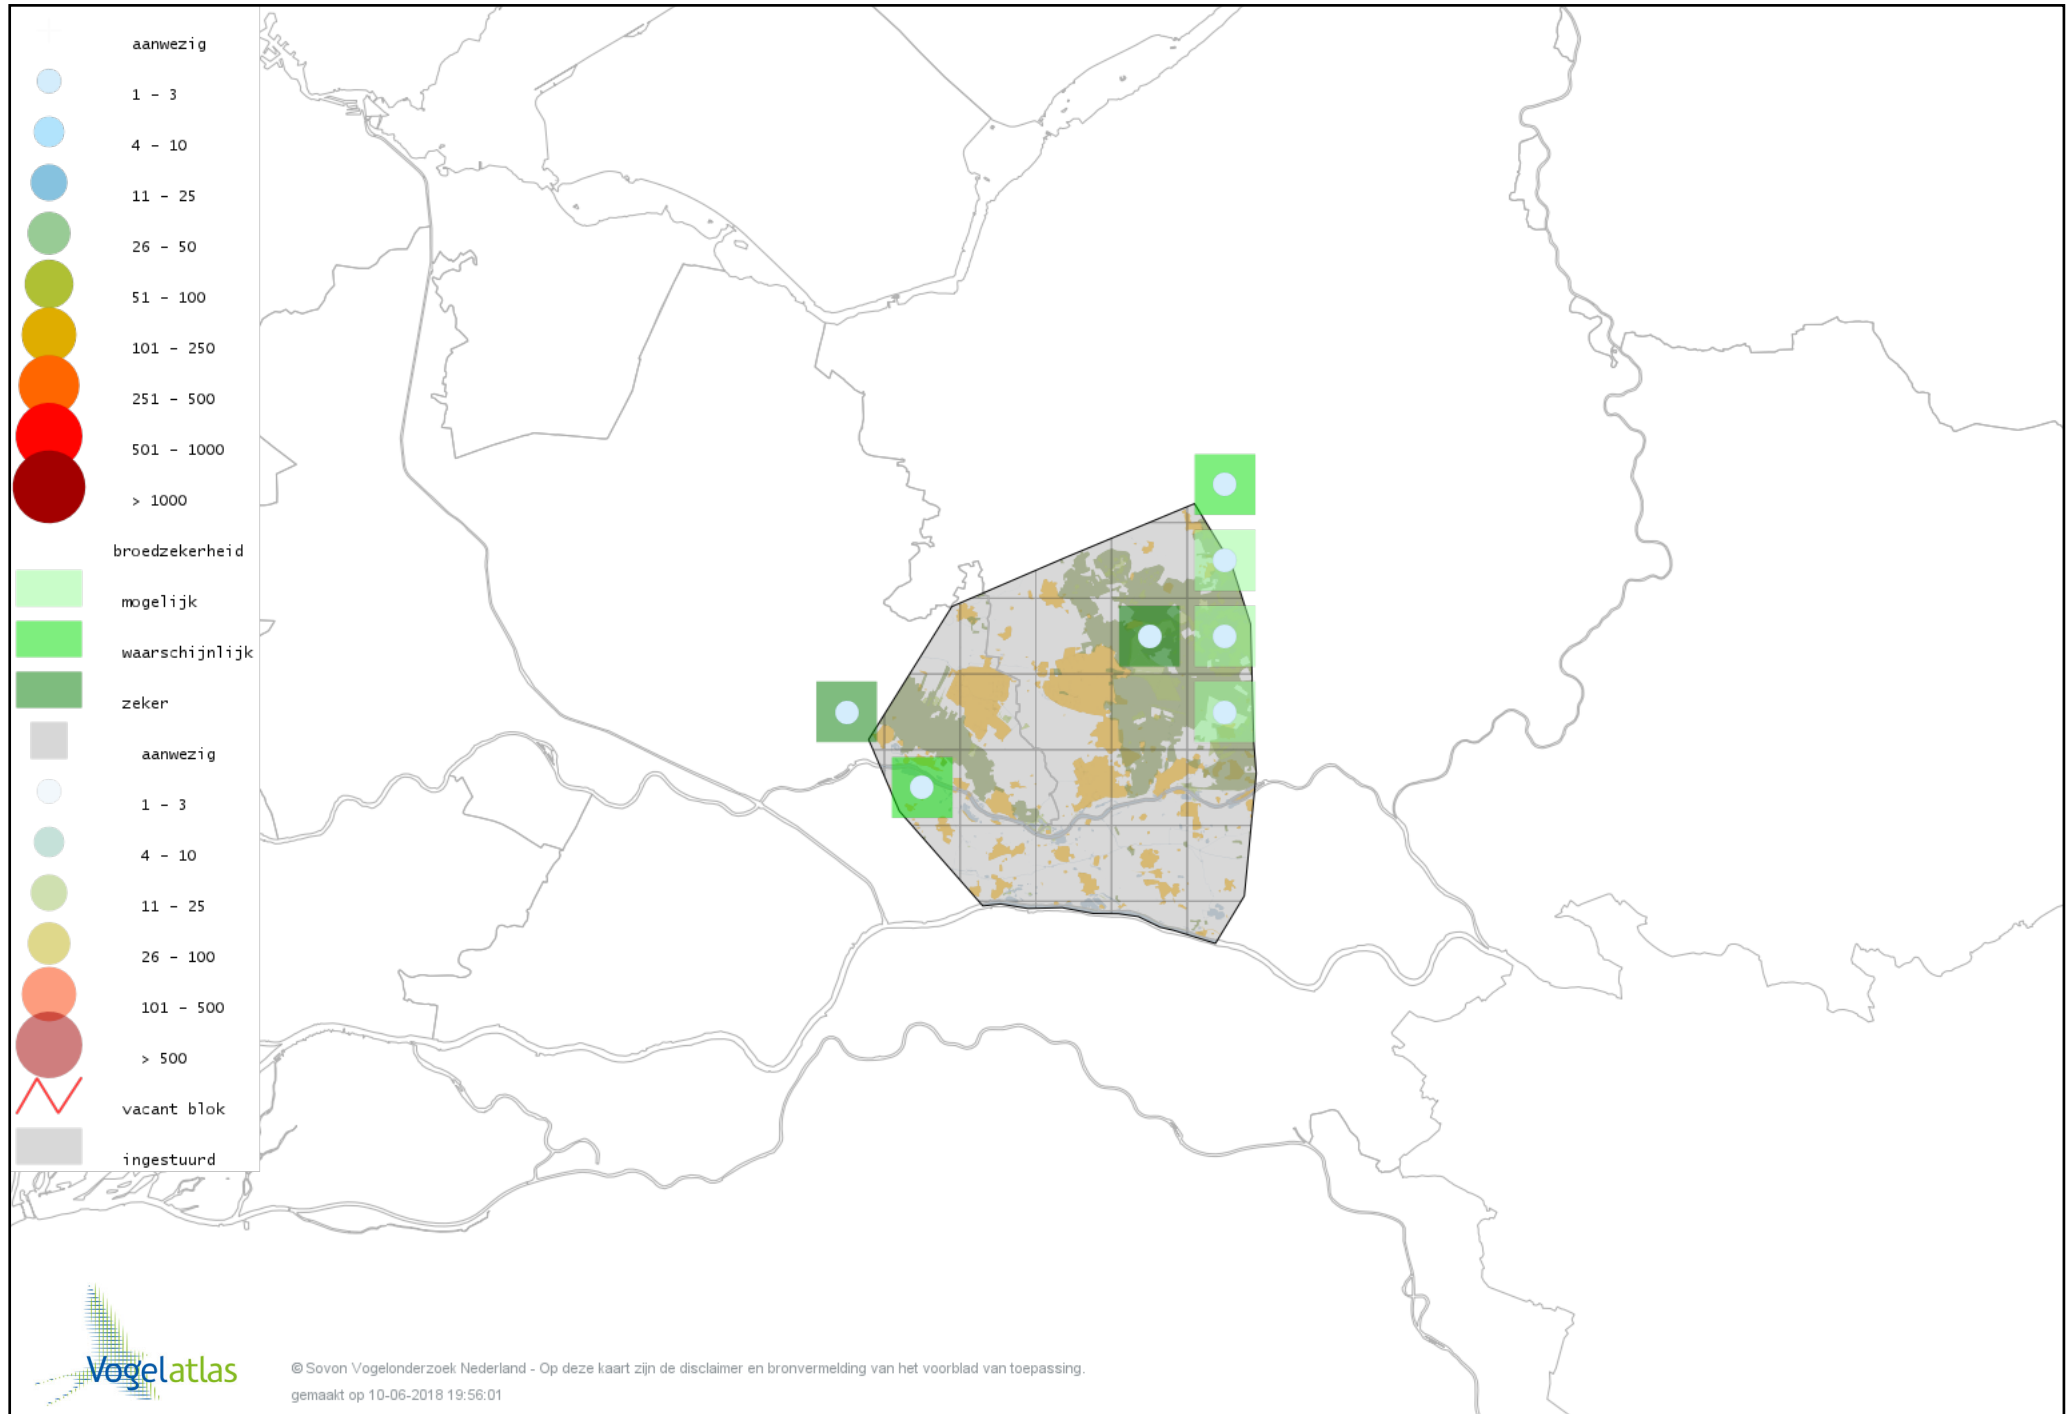 aanwezig
1 - 3
4 - 10
11 - 25
26 - 50
51 - 100
101 - 250
251 - 500
501 - 1000
> 1000
broedzekerheid
mogelijk
waarschijnlijk
zeker
aanwezig
1 - 3
4 - 10
11 - 25
26 - 100
101 - 500
> 500
vacant blok
ingestuurd
Vogelatlas
© Sovon Vogelonderzoek Nederland - Op deze kaart zijn de disclaimer en bronvermelding van het voorblad van toepassing.
gemaakt op 10-06-2018 19:56:01